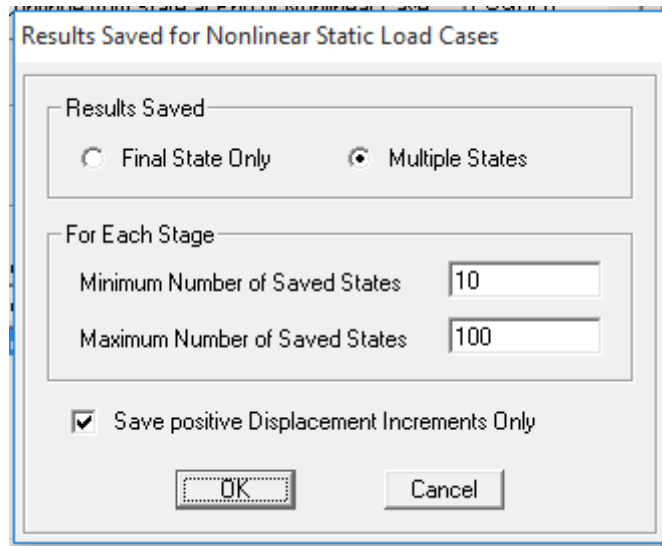 Results Saved for Nonlinear Static Load Cases
Results Saved
Final State Only Multiple States
For Each Stage
Minimum Number of Saved States 10
Maximum Number of Saved States 100
Save positive Displacement Increments Only
OK Cancel